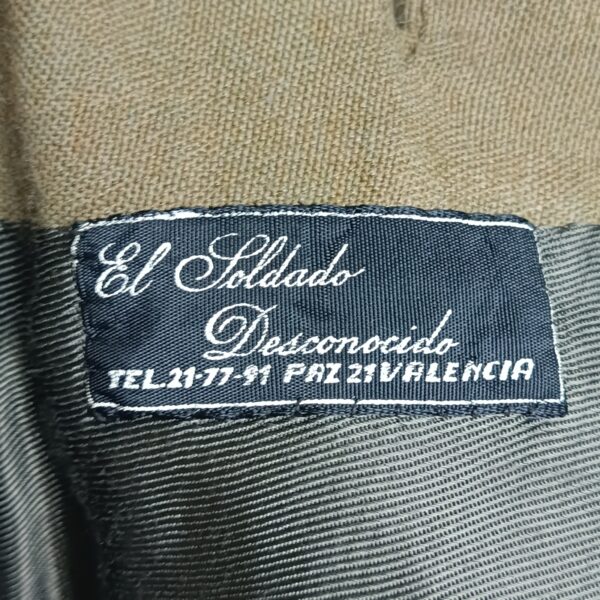 El Soldado
Desconocido
TEL.21-77-91 PAZ 21 VALENCIA